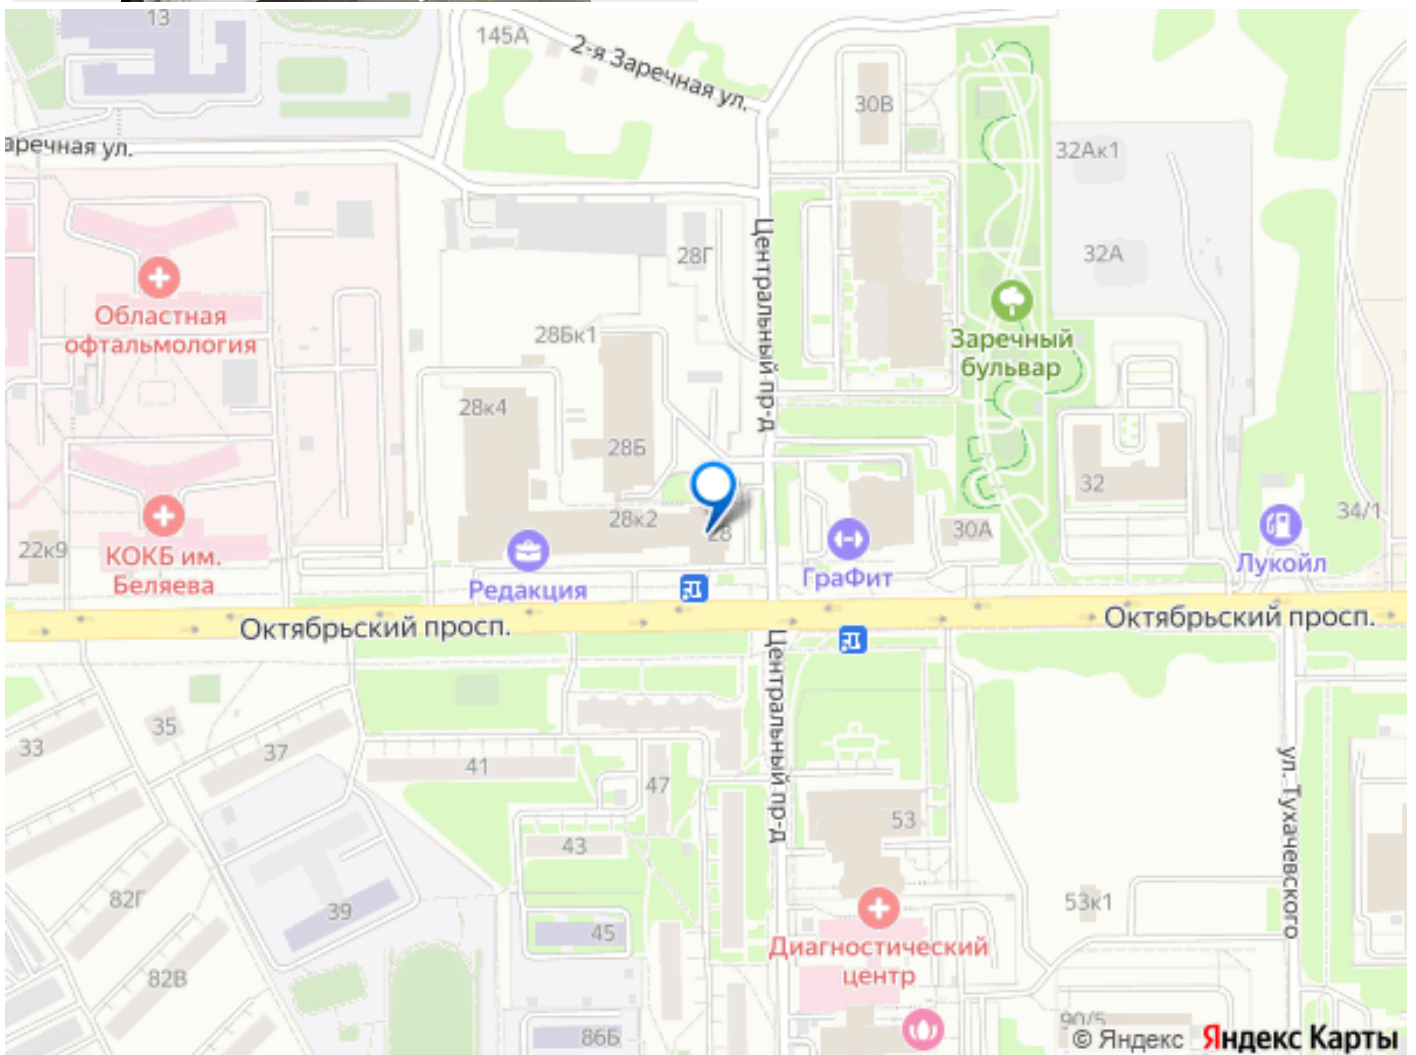 13
145А
2-я Заречная ул.
30В
аречная ул.
32Ак1
Центральный пр-д
28Г
32А
Областная
офтальмология
28Бк1
Заречный
бульвар
28к4
28Б
32
28к2
28
30А
34/1
22к9
КОКБ им.
Беляева
Редакция
ГраФит
Лукойл
Октябрьский просп.
Октябрьский просп.
Центральный пр-д
35
33
37
41
47
ул. Тухачевского
53
43
82Г
39
45
53к1
Диагностический
центр
82В
86Б
90/5
© Яндекс Яндекс Карты